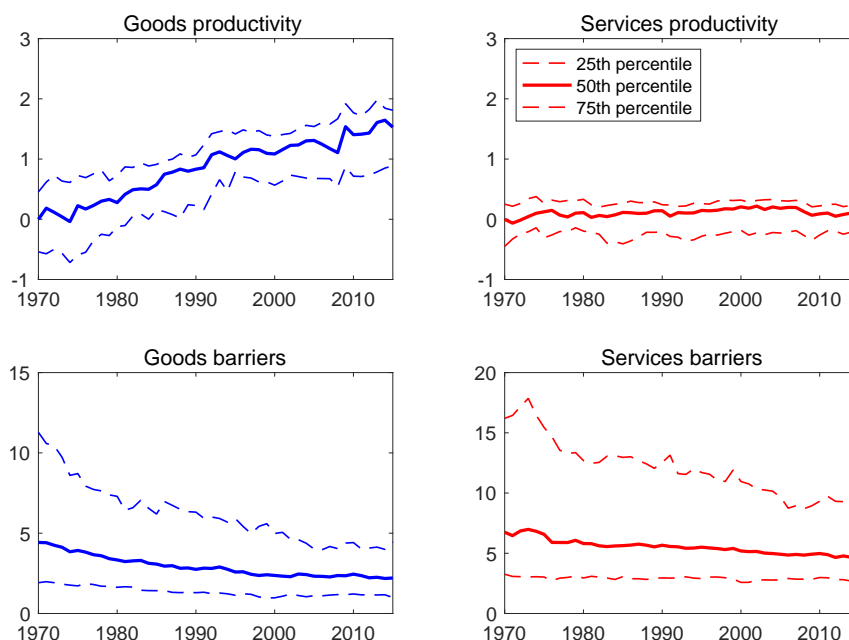 Goods productivity
3
2
1
0
-1
1970 1980 1990 2000 2010
Services productivity
3
2
1
0
-1
1970 1980 1990 2000 2010
25th percentile
50th percentile
75th percentile
Goods barriers
15
10
5
0
1970 1980 1990 2000 2010
Services barriers
20
15
10
5
0
1970 1980 1990 2000 2010